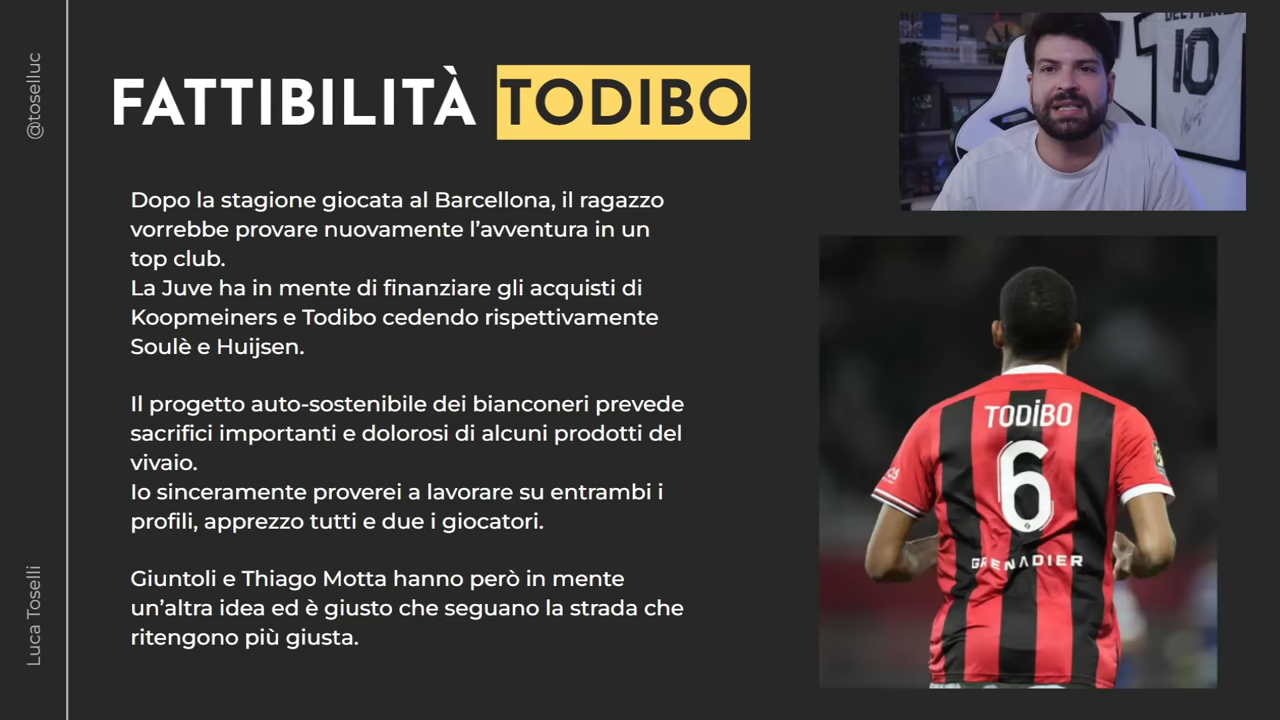 @toselluc
Luca Toselli
FATTIBILITÀ TODIBO
Dopo la stagione giocata al Barcellona, il ragazzo
vorrebbe provare nuovamente l’avventura in un
top club.
La Juve ha in mente di finanziare gli acquisti di
Koopmeiners e Todibo cedendo rispettivamente
Soulè e Huijsen.
Il progetto auto-sostenibile dei bianconeri prevede
sacrifici importanti e dolorosi di alcuni prodotti del
vivaio.
Io sinceramente proverei a lavorare su entrambi i
profili, apprezzo tutti e due i giocatori.
Giuntoli e Thiago Motta hanno però in mente
un’altra idea ed è giusto che seguano la strada che
ritengono più giusta.
10
TODİBO
6
GRENADIER